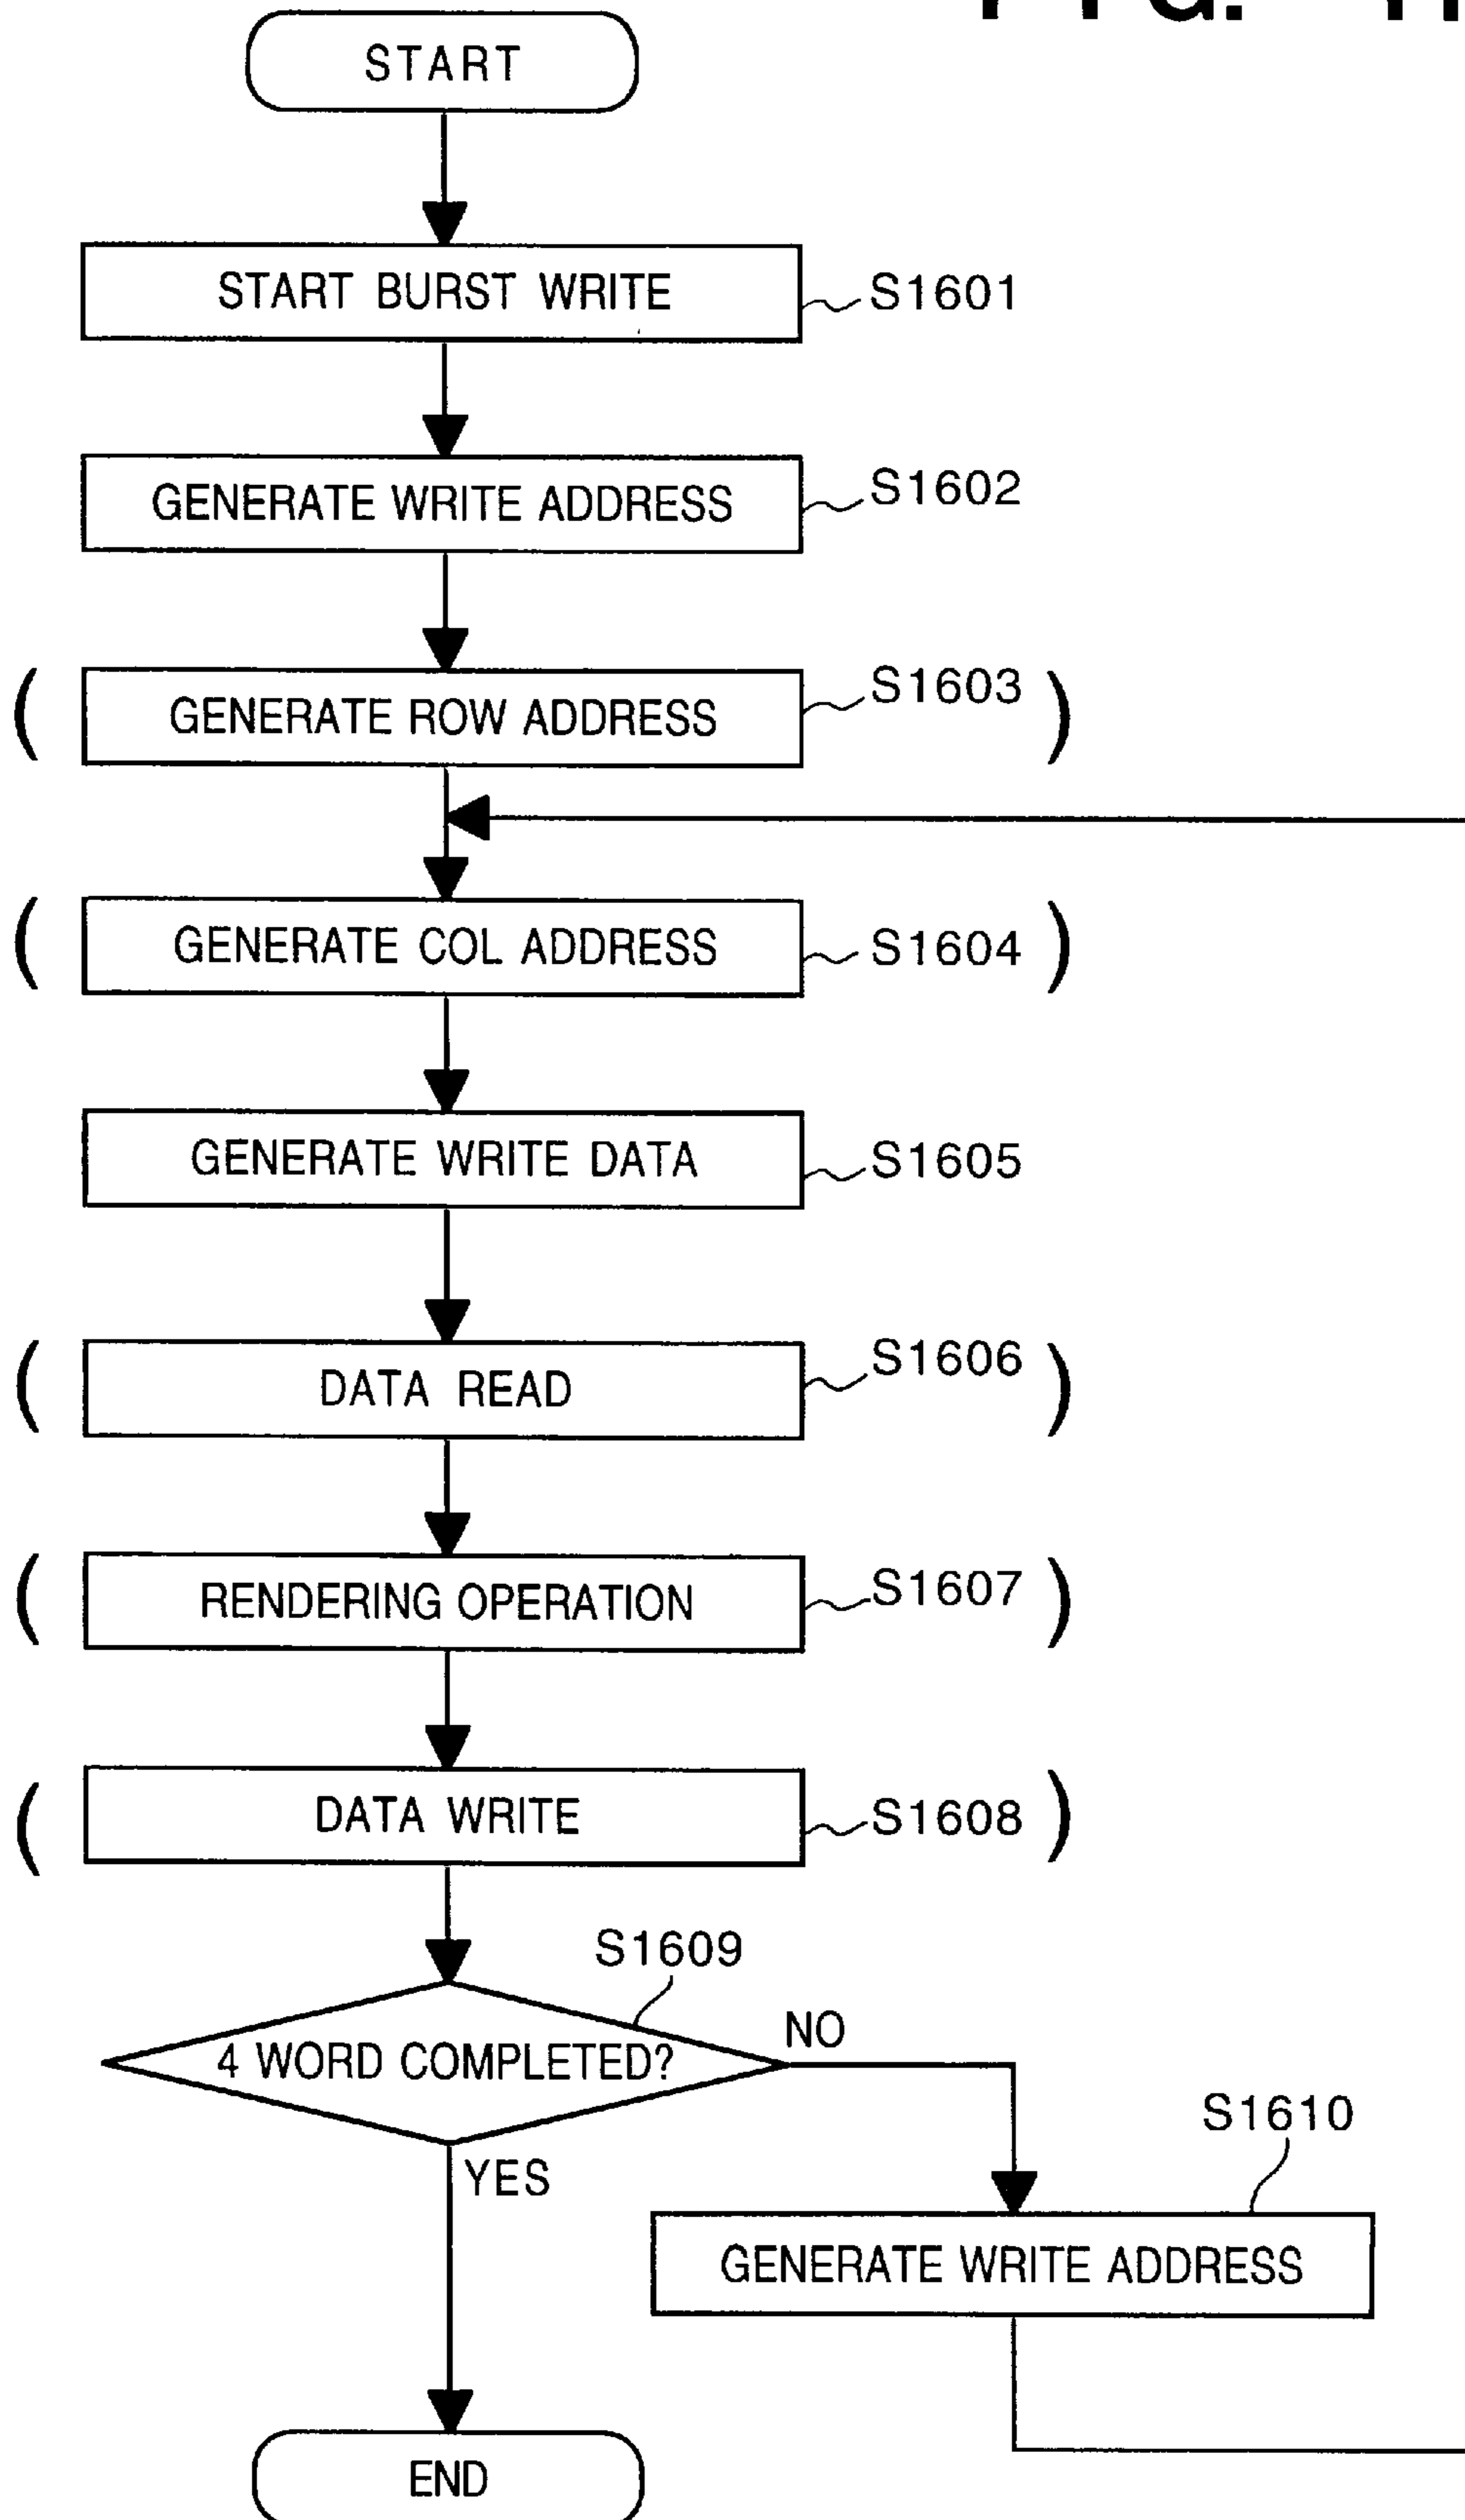 START
START BURST WRITE
S1601
GENERATE WRITE ADDRESS
S1602
( GENERATE ROW ADDRESS S1603 )
( GENERATE COL ADDRESS S1604 )
GENERATE WRITE DATA
S1605
( DATA READ S1606 )
( RENDERING OPERATION S1607 )
( DATA WRITE S1608 )
S1609
4 WORD COMPLETED?
NO
YES
S1610
GENERATE WRITE ADDRESS
END